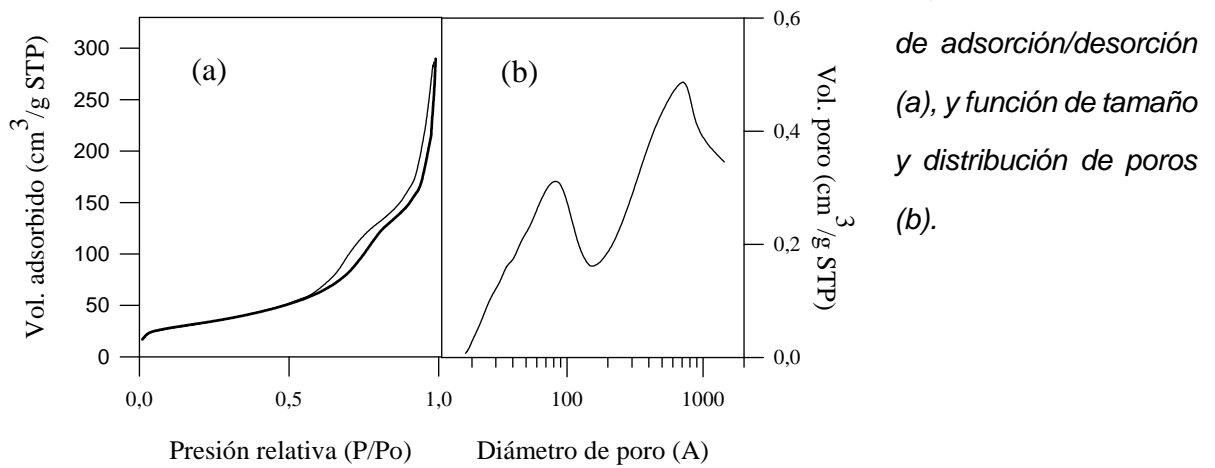 de adsorción/desorción
(a), y función de tamaño
y distribución de poros
(b).
(a)
(b)
Vol. adsorbido (cm³/g STP)
300
250
200
150
100
50
0
0,0
0,5
1,0
Presión relativa (P/Po)
Vol. poro (cm³/g STP)
0,6
0,4
0,2
0,0
100
1000
Diámetro de poro (A)